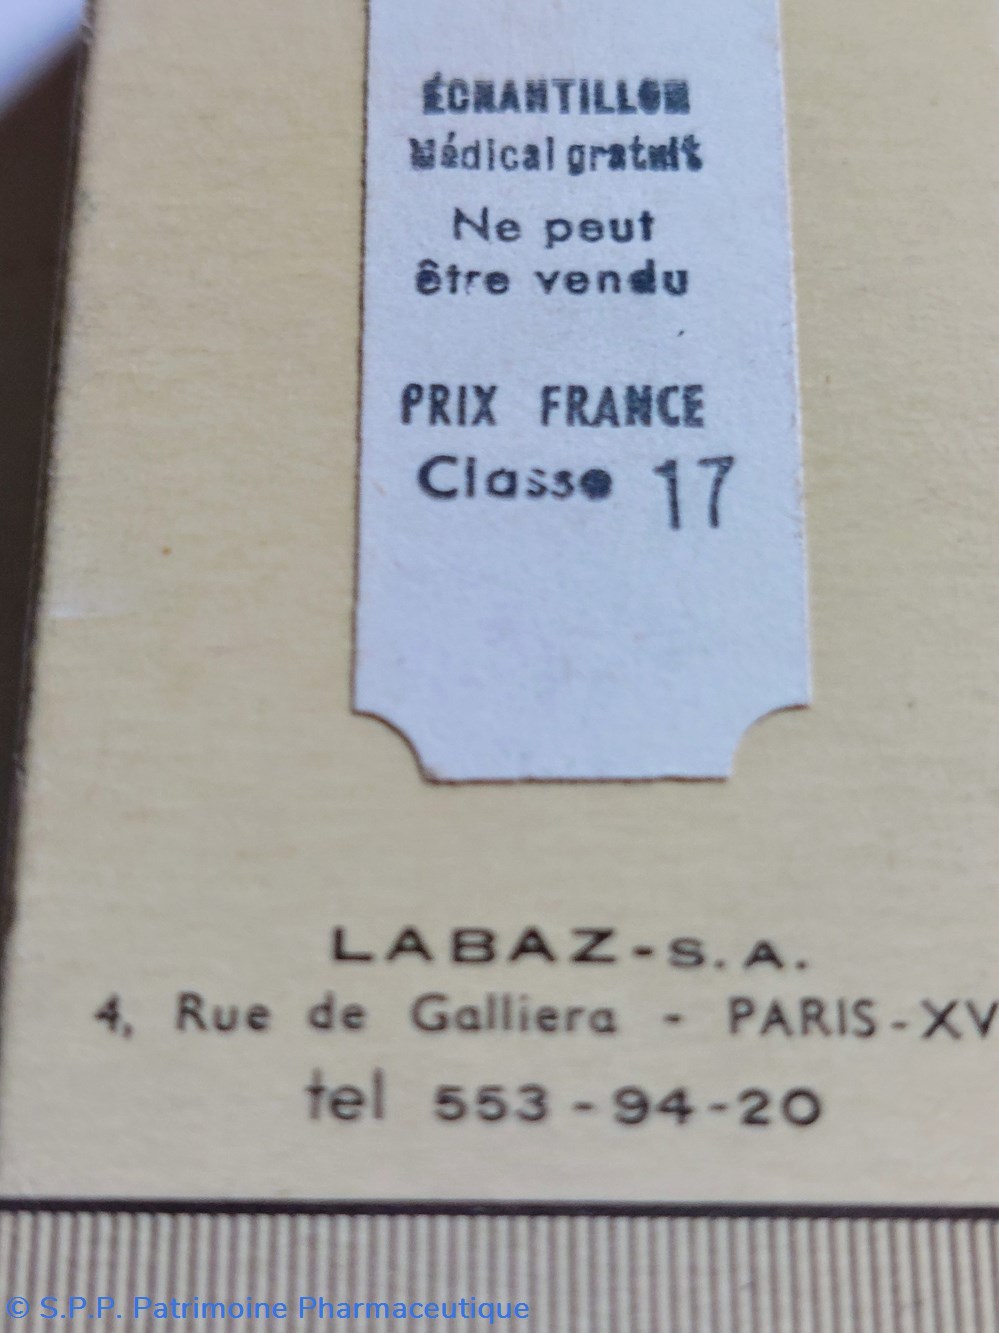 ÉCHANTILLON
Médical gratuit
Ne peut
être vendu
PRIX FRANCE
Classe 17
LABAZ-S.A.
4, Rue de Galliera - PARIS-XV
tel 553-94-20
© S.P.P. Patrimoine Pharmaceutique